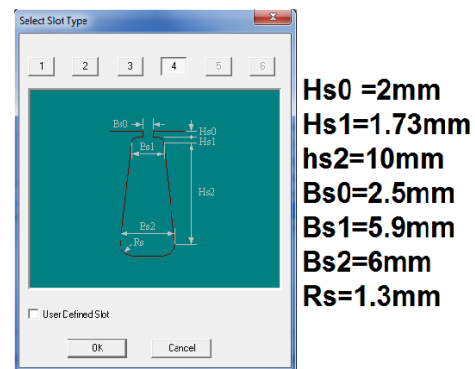 Select Slot Type
x
1 2 3 4 5 6
Bs0
Hs0
Hs1
Bs1
Hs2
Bs2
Rs
User Defined Slot
OK Cancel
Hs0 =2mm
Hs1=1.73mm
hs2=10mm
Bs0=2.5mm
Bs1=5.9mm
Bs2=6mm
Rs=1.3mm